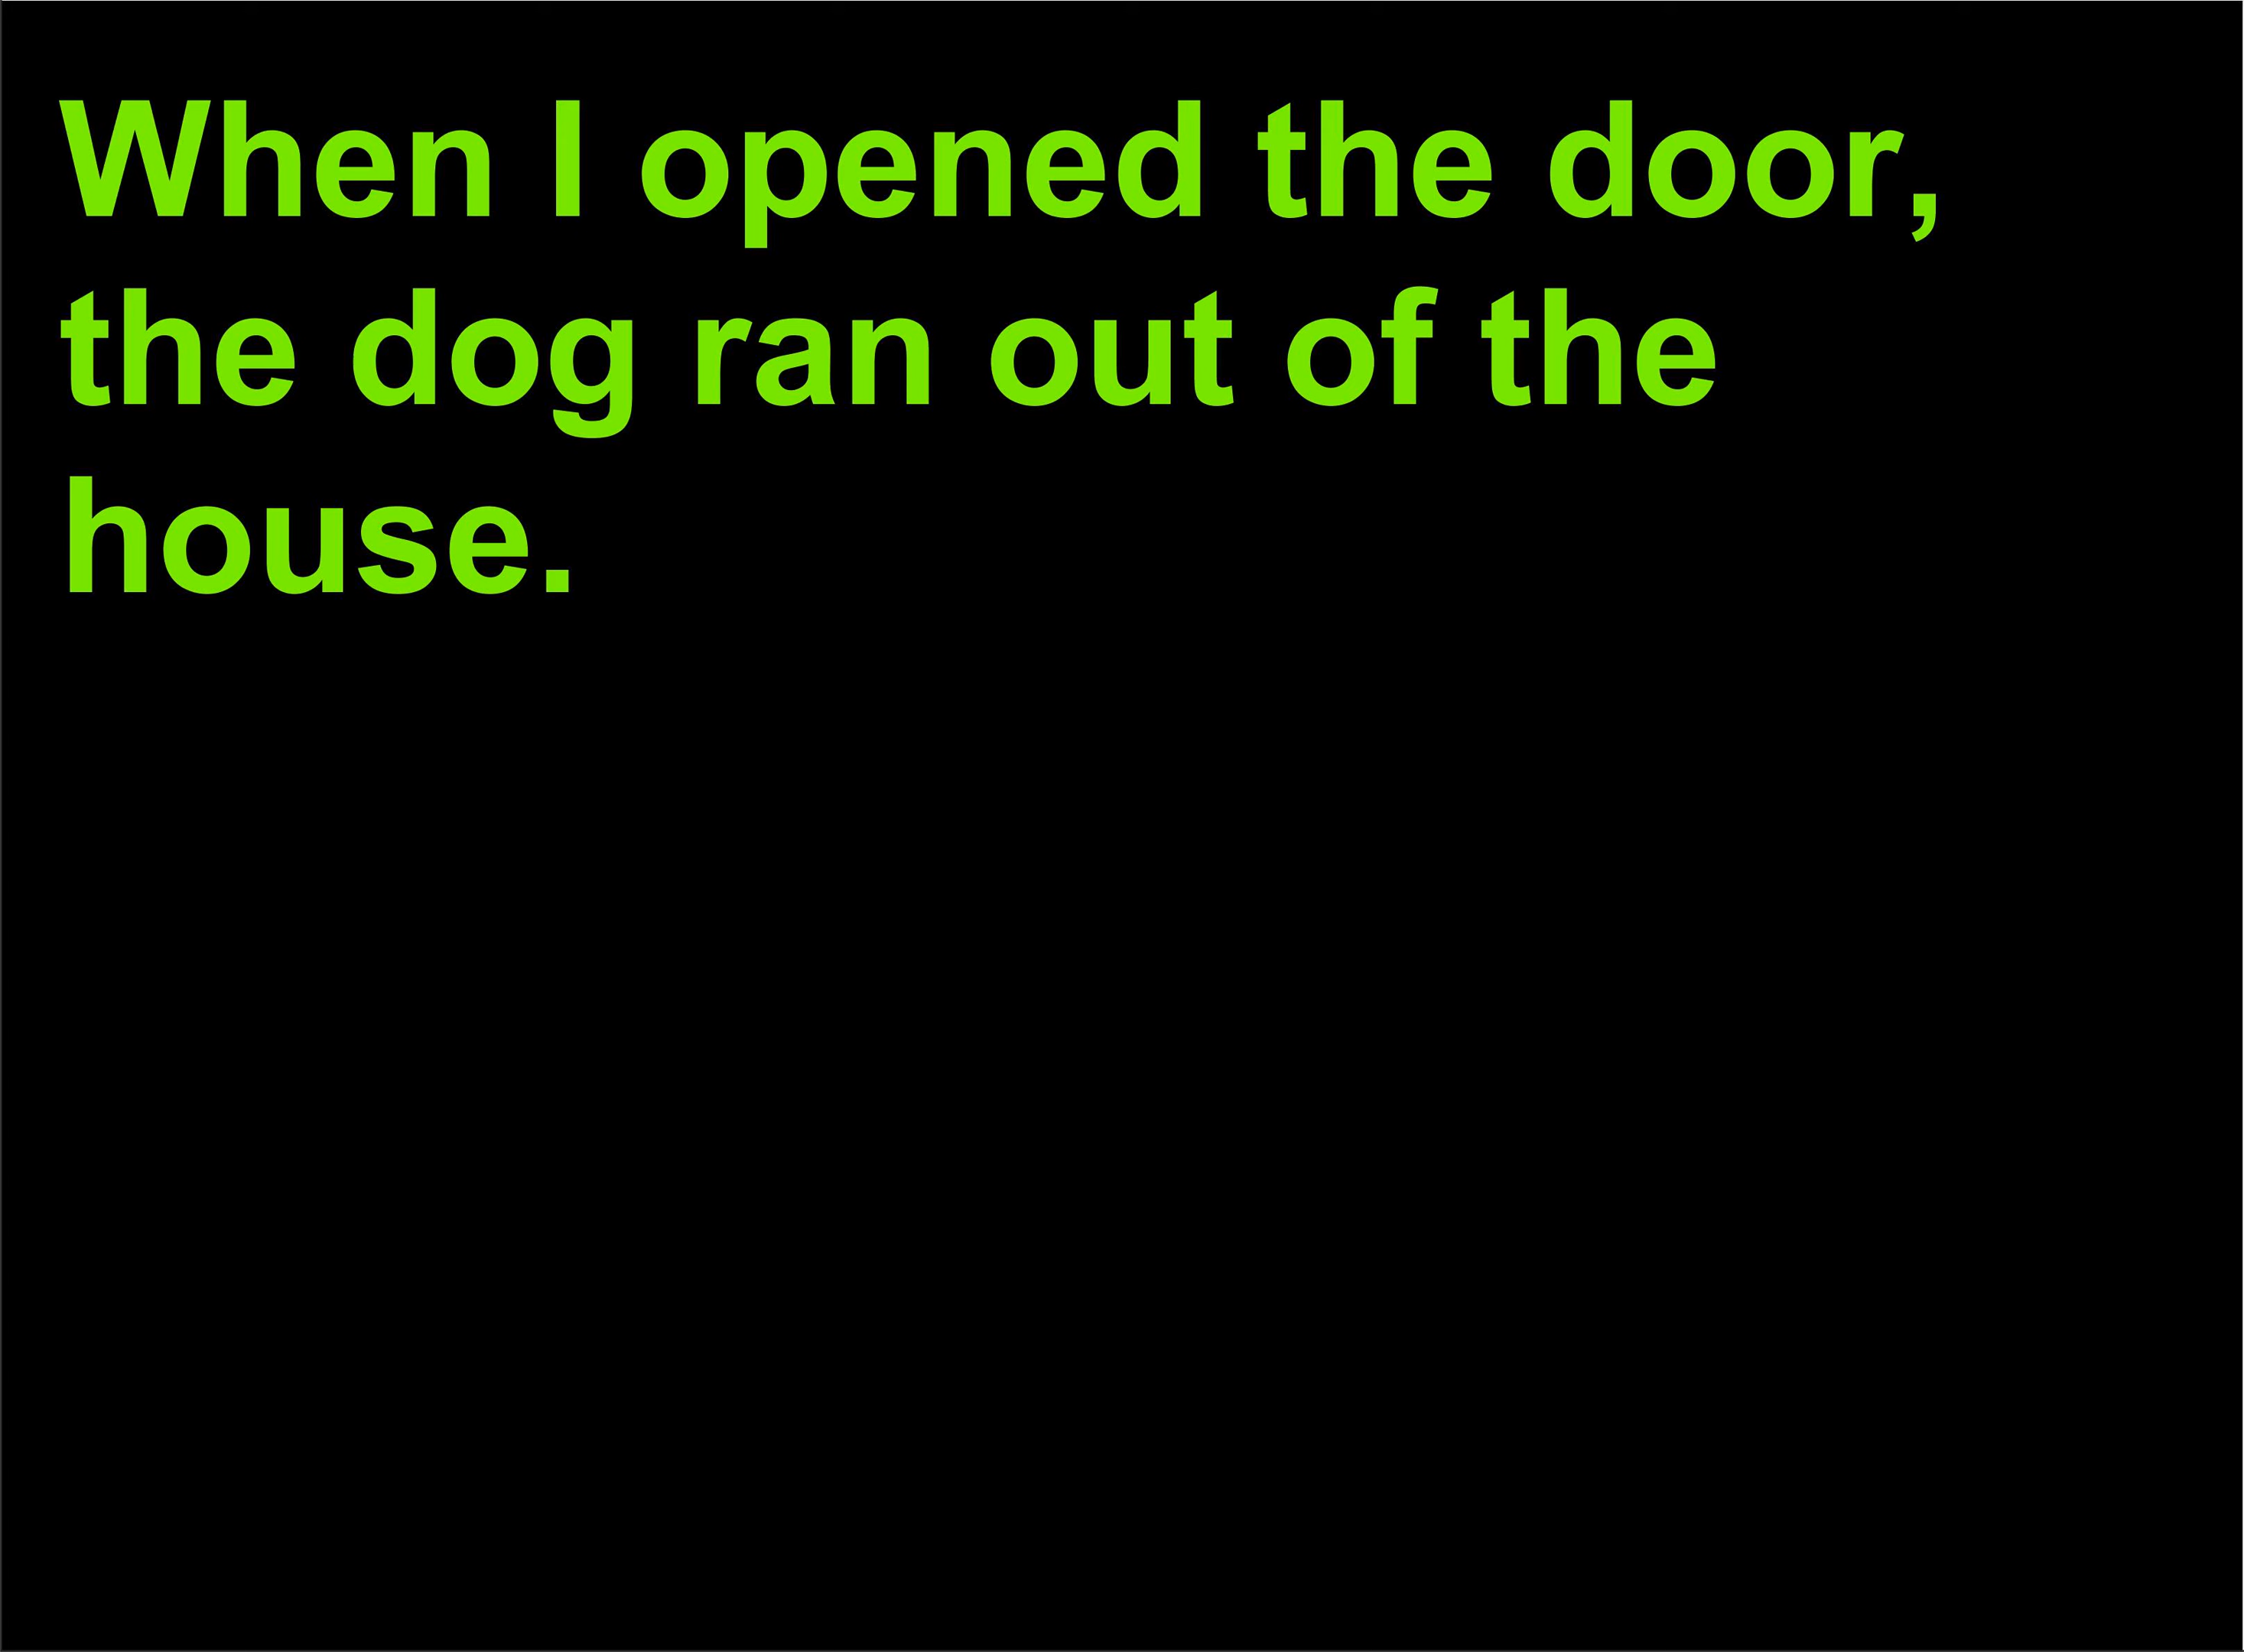 When I opened the door,
the dog ran out of the
house.